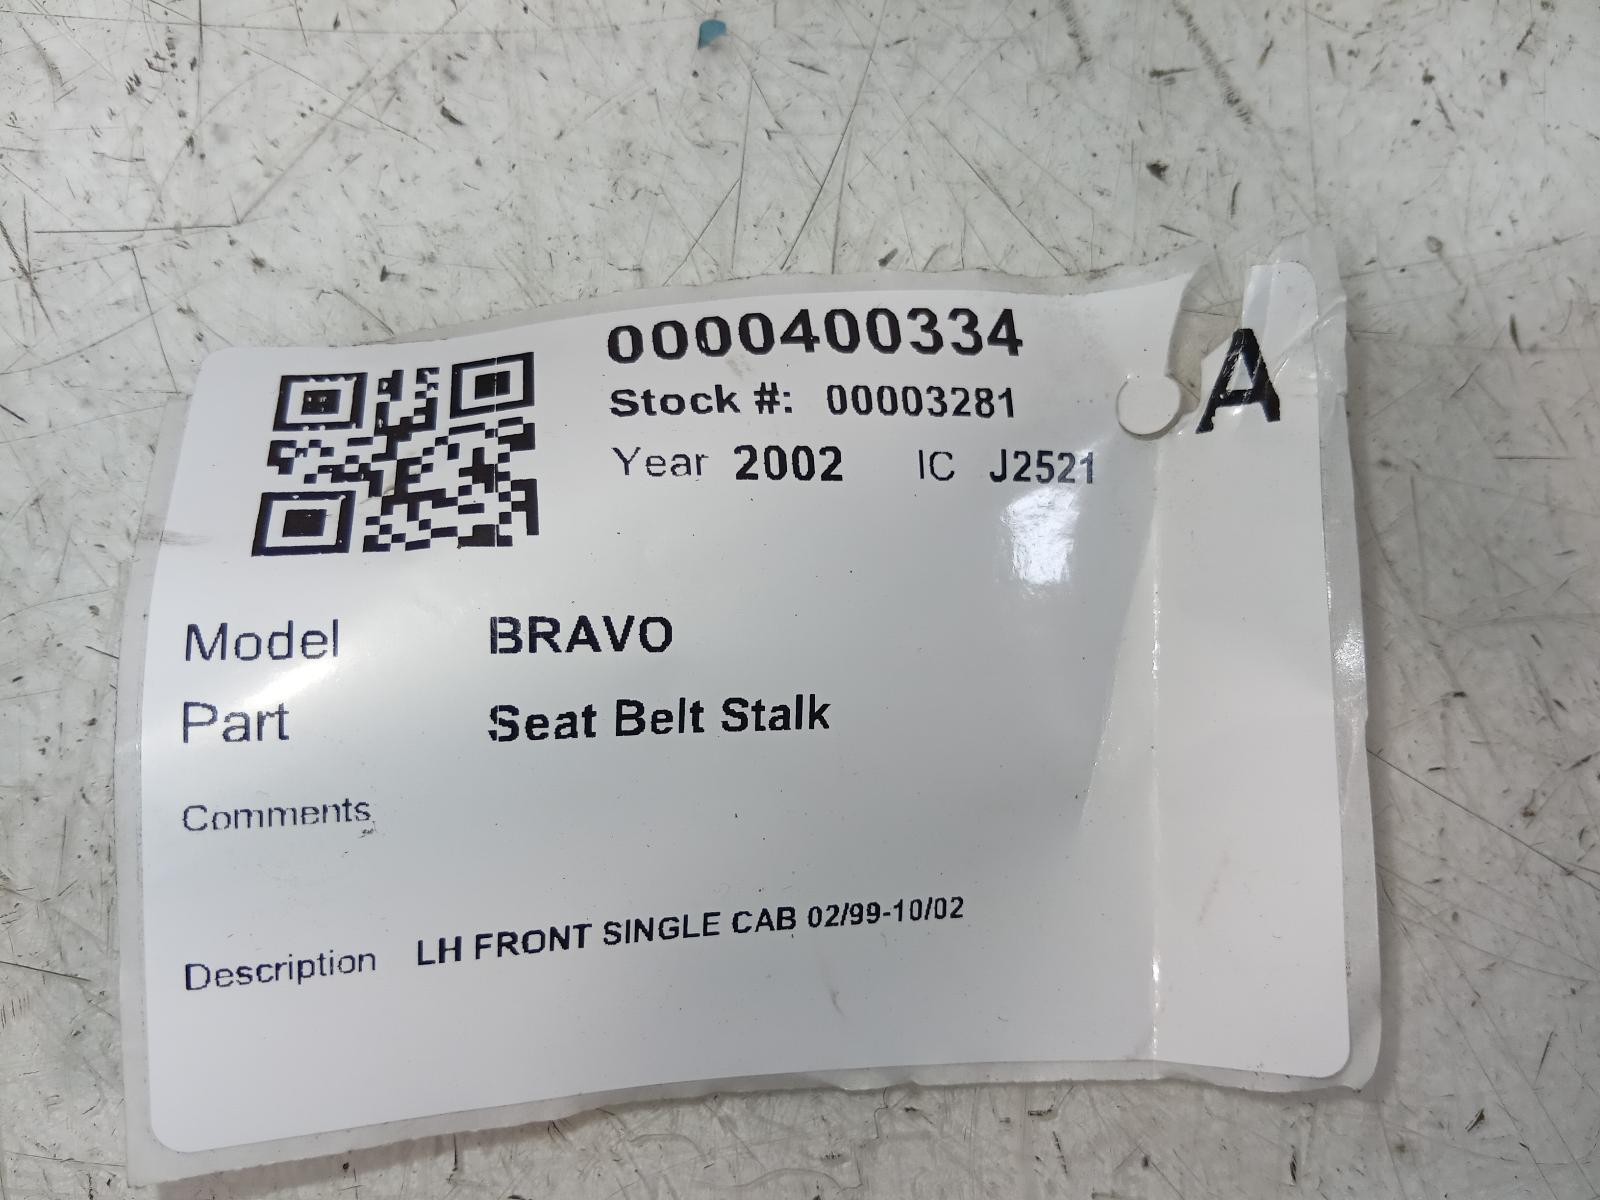 0000400334
A
Stock #: 00003281
Year 2002 IC J2521
Model BRAVO
Part Seat Belt Stalk
Comments
Description LH FRONT SINGLE CAB 02/99-10/02